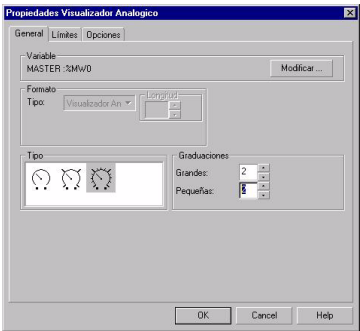 Propiedades Visualizador Analogico
General Límites Opciones
Variable
MASTER :%MW0 Modificar ...
Formato
Tipo: Visualizador An Longitud
Tipo Graduaciones
Grandes: 2
Pequeñas: 2
OK Cancel Help